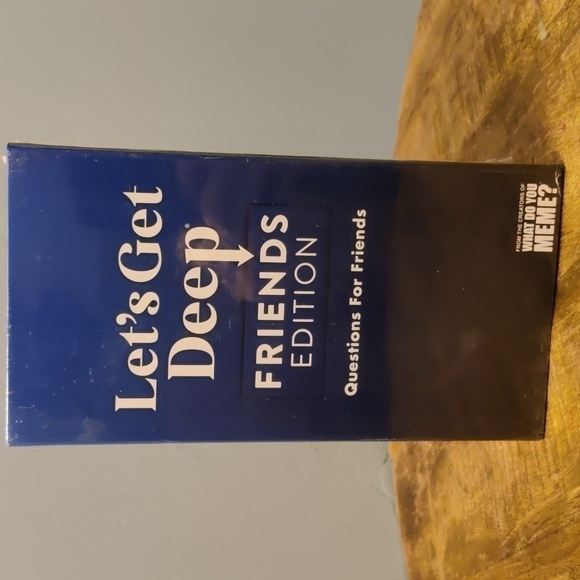 Let's Get
Deep
FRIENDS
EDITION
Questions For Friends
FROM THE CREATORS OF
WHAT DO YOU
MEME?